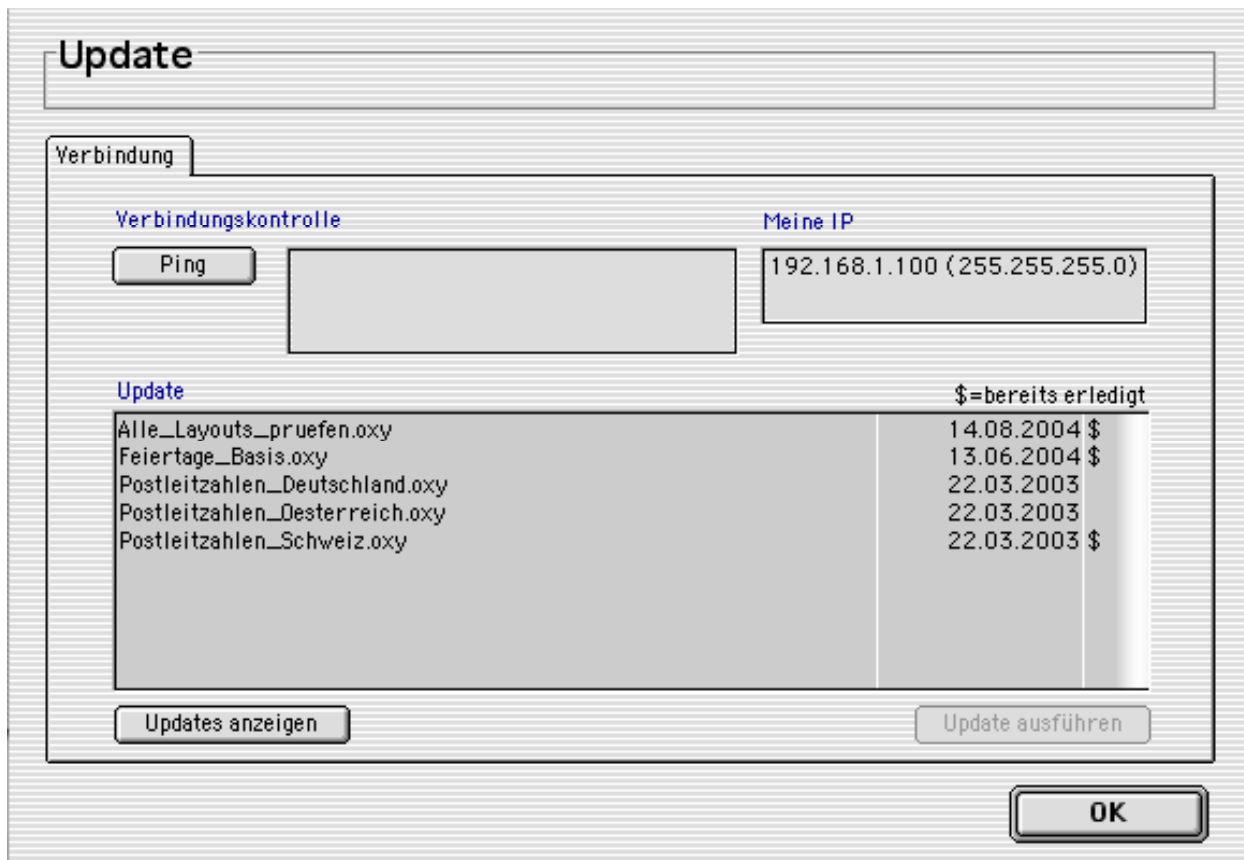 Update
Verbindung
Verbindungskontrolle
Meine IP
Ping
192.168.1.100 (255.255.255.0)
Update
$=bereits erledigt
Alle_Layouts_pruefen.oxy 14.08.2004 $
Feiertage_Basis.oxy 13.06.2004 $
Postleitzahlen_Deutschland.oxy 22.03.2003
Postleitzahlen_Oesterreich.oxy 22.03.2003
Postleitzahlen_Schweiz.oxy 22.03.2003 $
Updates anzeigen
Update ausführen
OK